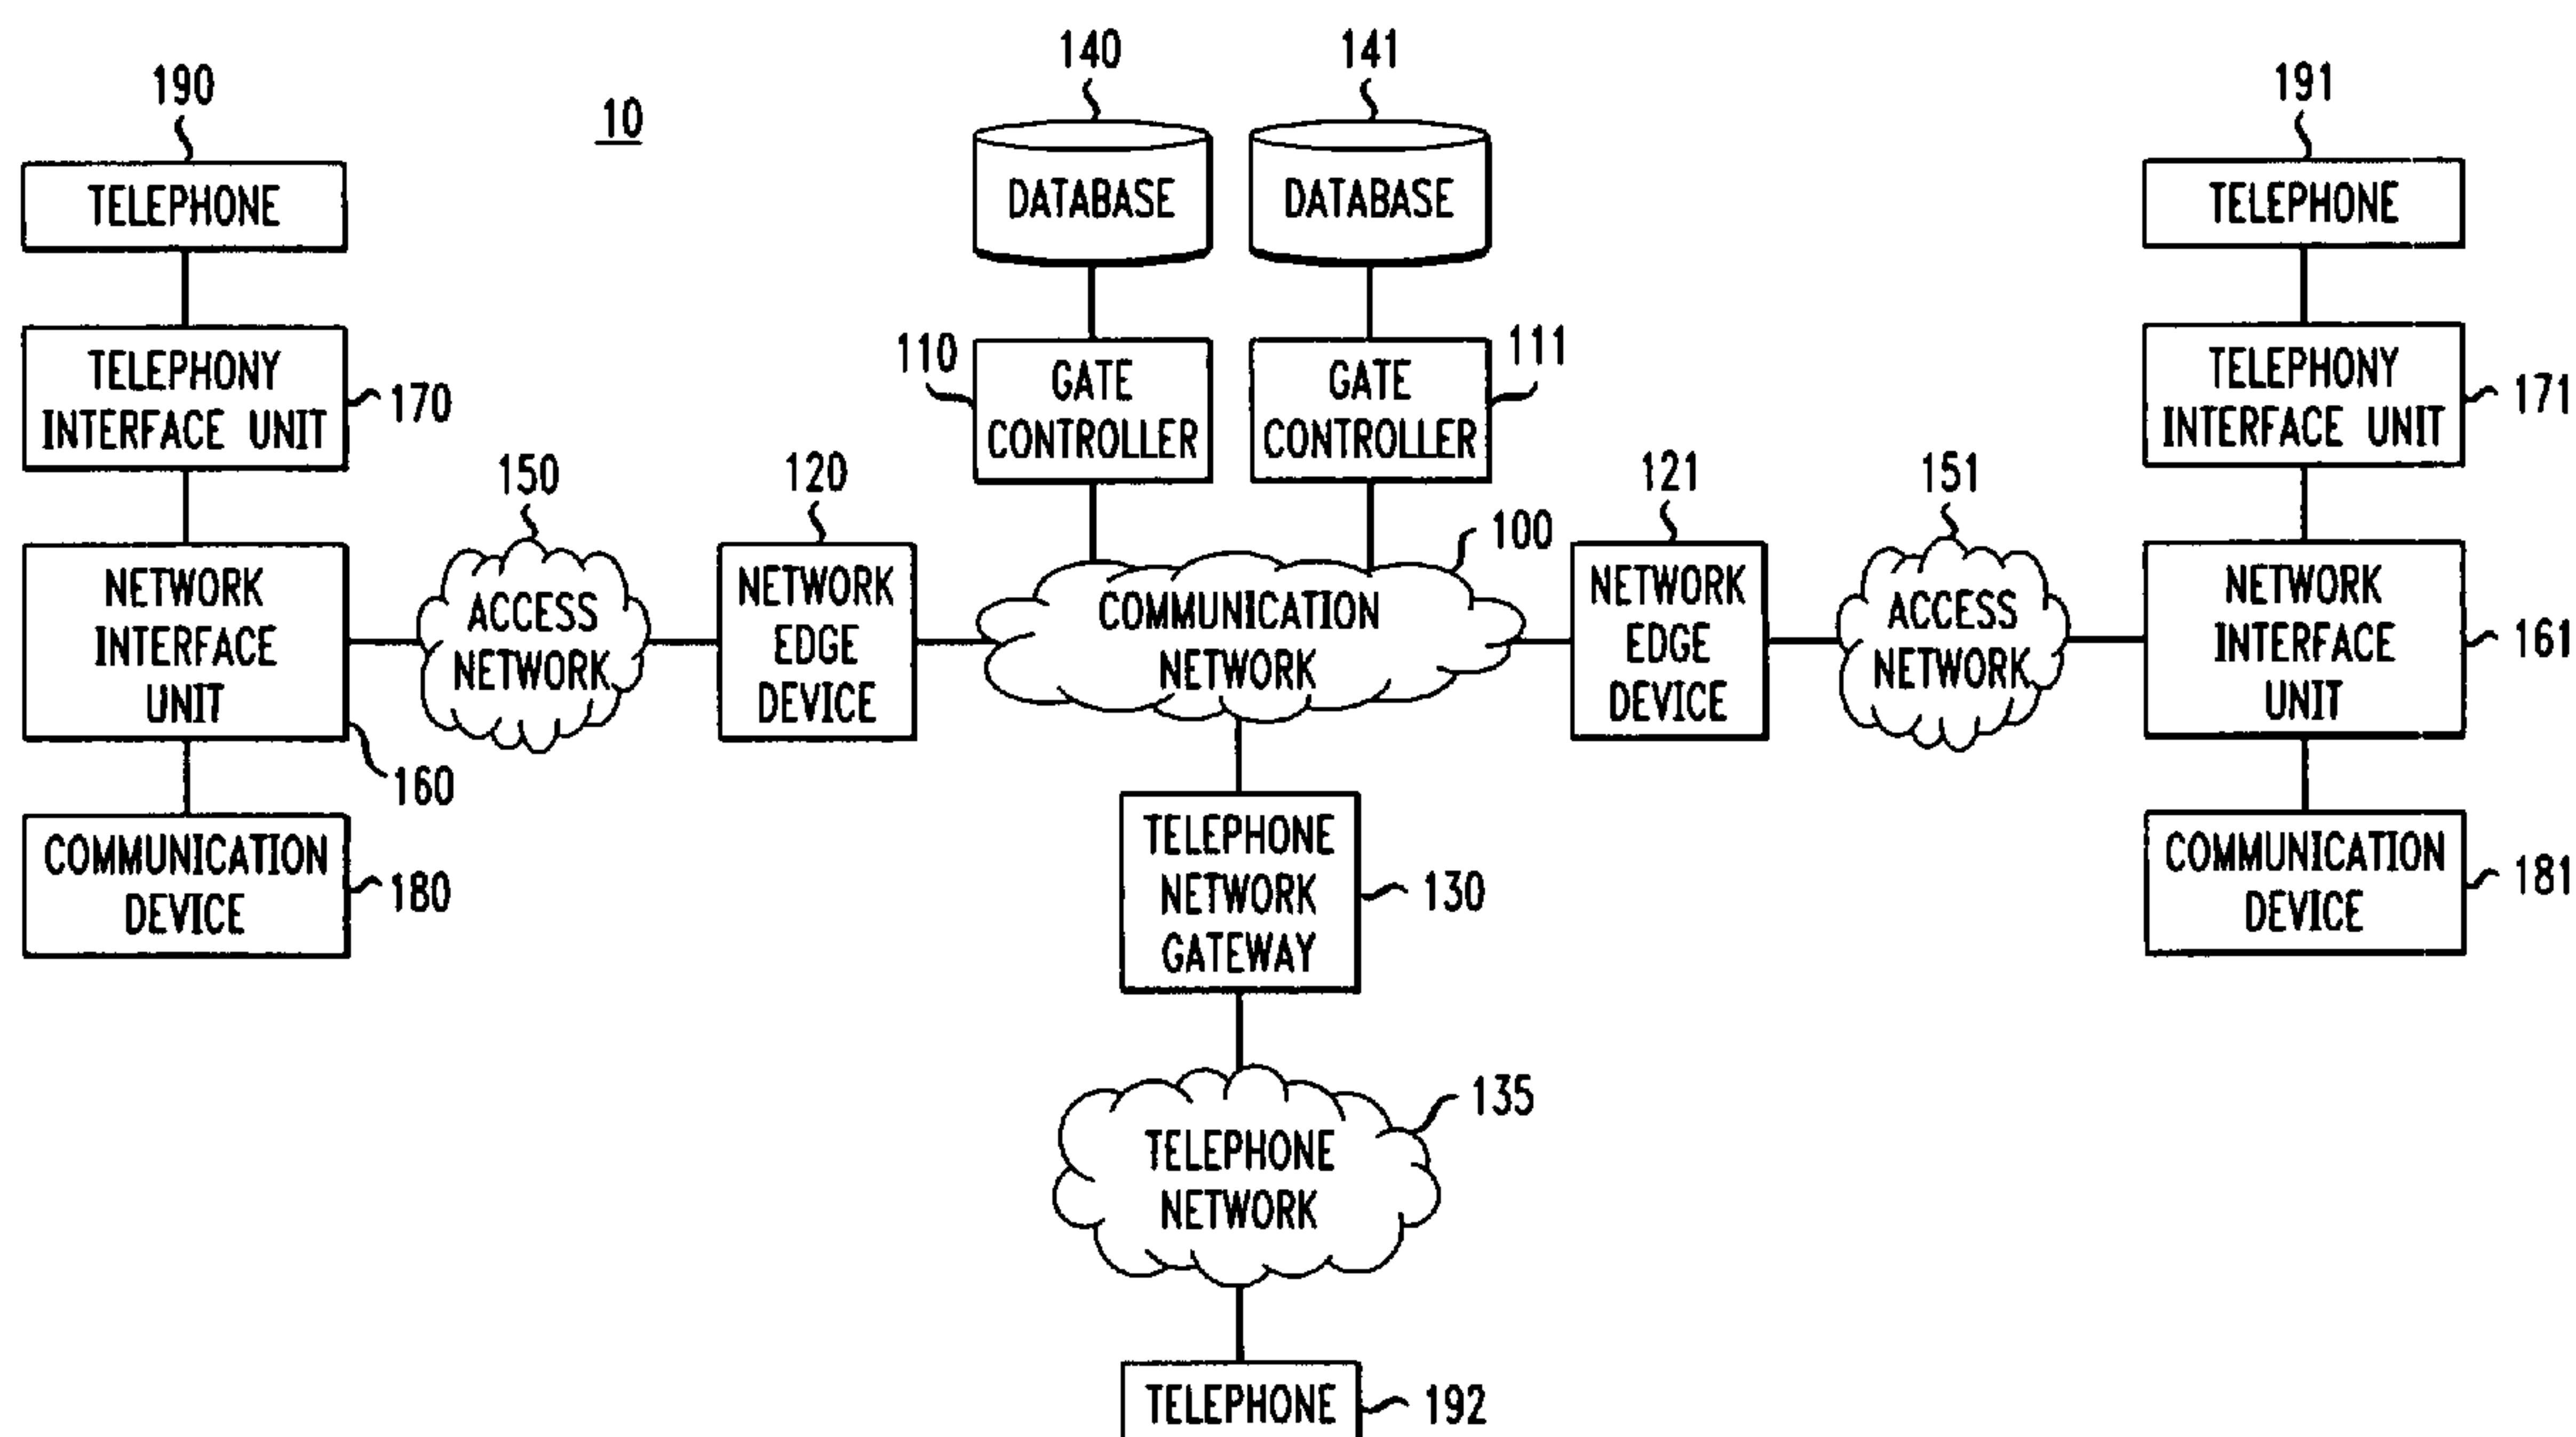 140
141
190
191
10
TELEPHONE
DATABASE
DATABASE
TELEPHONE
110
GATE
CONTROLLER
GATE
CONTROLLER
111
TELEPHONY
INTERFACE UNIT
170
TELEPHONY
INTERFACE UNIT
171
150
120
121
151
100
NETWORK
INTERFACE
UNIT
160
ACCESS
NETWORK
NETWORK
EDGE
DEVICE
COMMUNICATION
NETWORK
NETWORK
EDGE
DEVICE
ACCESS
NETWORK
NETWORK
INTERFACE
UNIT
161
COMMUNICATION
DEVICE
180
TELEPHONE
NETWORK
GATEWAY
130
COMMUNICATION
DEVICE
181
TELEPHONE
NETWORK
135
TELEPHONE
192